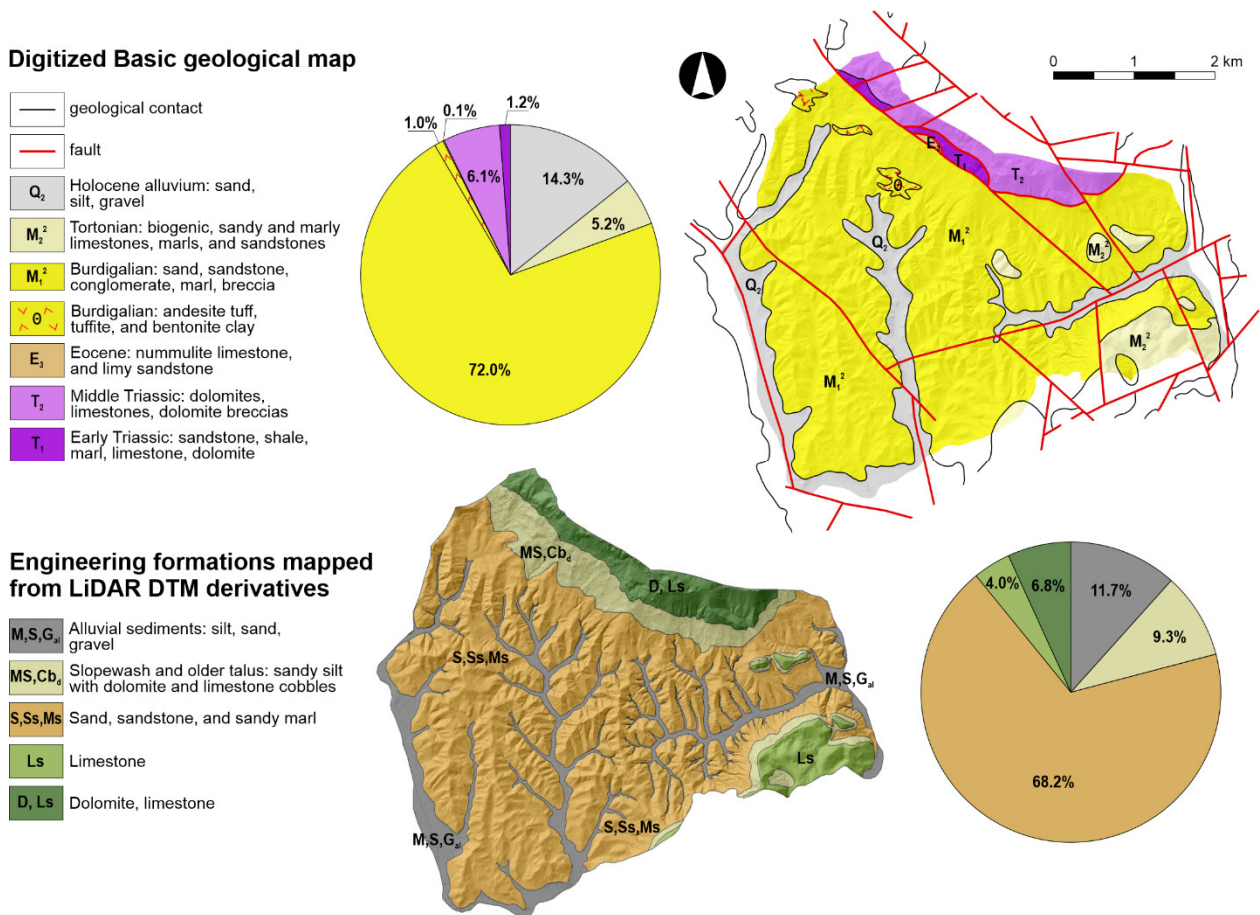 Digitized Basic geological map
geological contact
fault
Q₂ Holocene alluvium: sand,
silt, gravel
M₂² Tortonian: biogenic, sandy and marly
limestones, marls, and sandstones
M₁² Burdigalian: sand, sandstone,
conglomerate, marl, breccia
Θ Burdigalian: andesite tuff,
tuffite, and bentonite clay
E₃ Eocene: nummulite limestone,
and limy sandstone
T₂ Middle Triassic: dolomites,
limestones, dolomite breccias
T₁ Early Triassic: sandstone, shale,
marl, limestone, dolomite
1.0%
0.1%
1.2%
6.1%
14.3%
5.2%
72.0%
0 1 2 km
E₃
T₁
T₂
Θ
Q₂
M₁²
M₂²
Q₂
M₂²
M₁²
Engineering formations mapped
from LiDAR DTM derivatives
M,S,Gₐₗ Alluvial sediments: silt, sand,
gravel
MS,Cb_d Slopewash and older talus: sandy silt
with dolomite and limestone cobbles
S,Ss,Ms Sand, sandstone, and sandy marl
Ls Limestone
D, Ls Dolomite, limestone
MS,Cb_d
D, Ls
S,Ss,Ms
M,S,Gₐₗ
Ls
S,Ss,Ms
M,S,Gₐₗ
4.0%
6.8%
11.7%
9.3%
68.2%